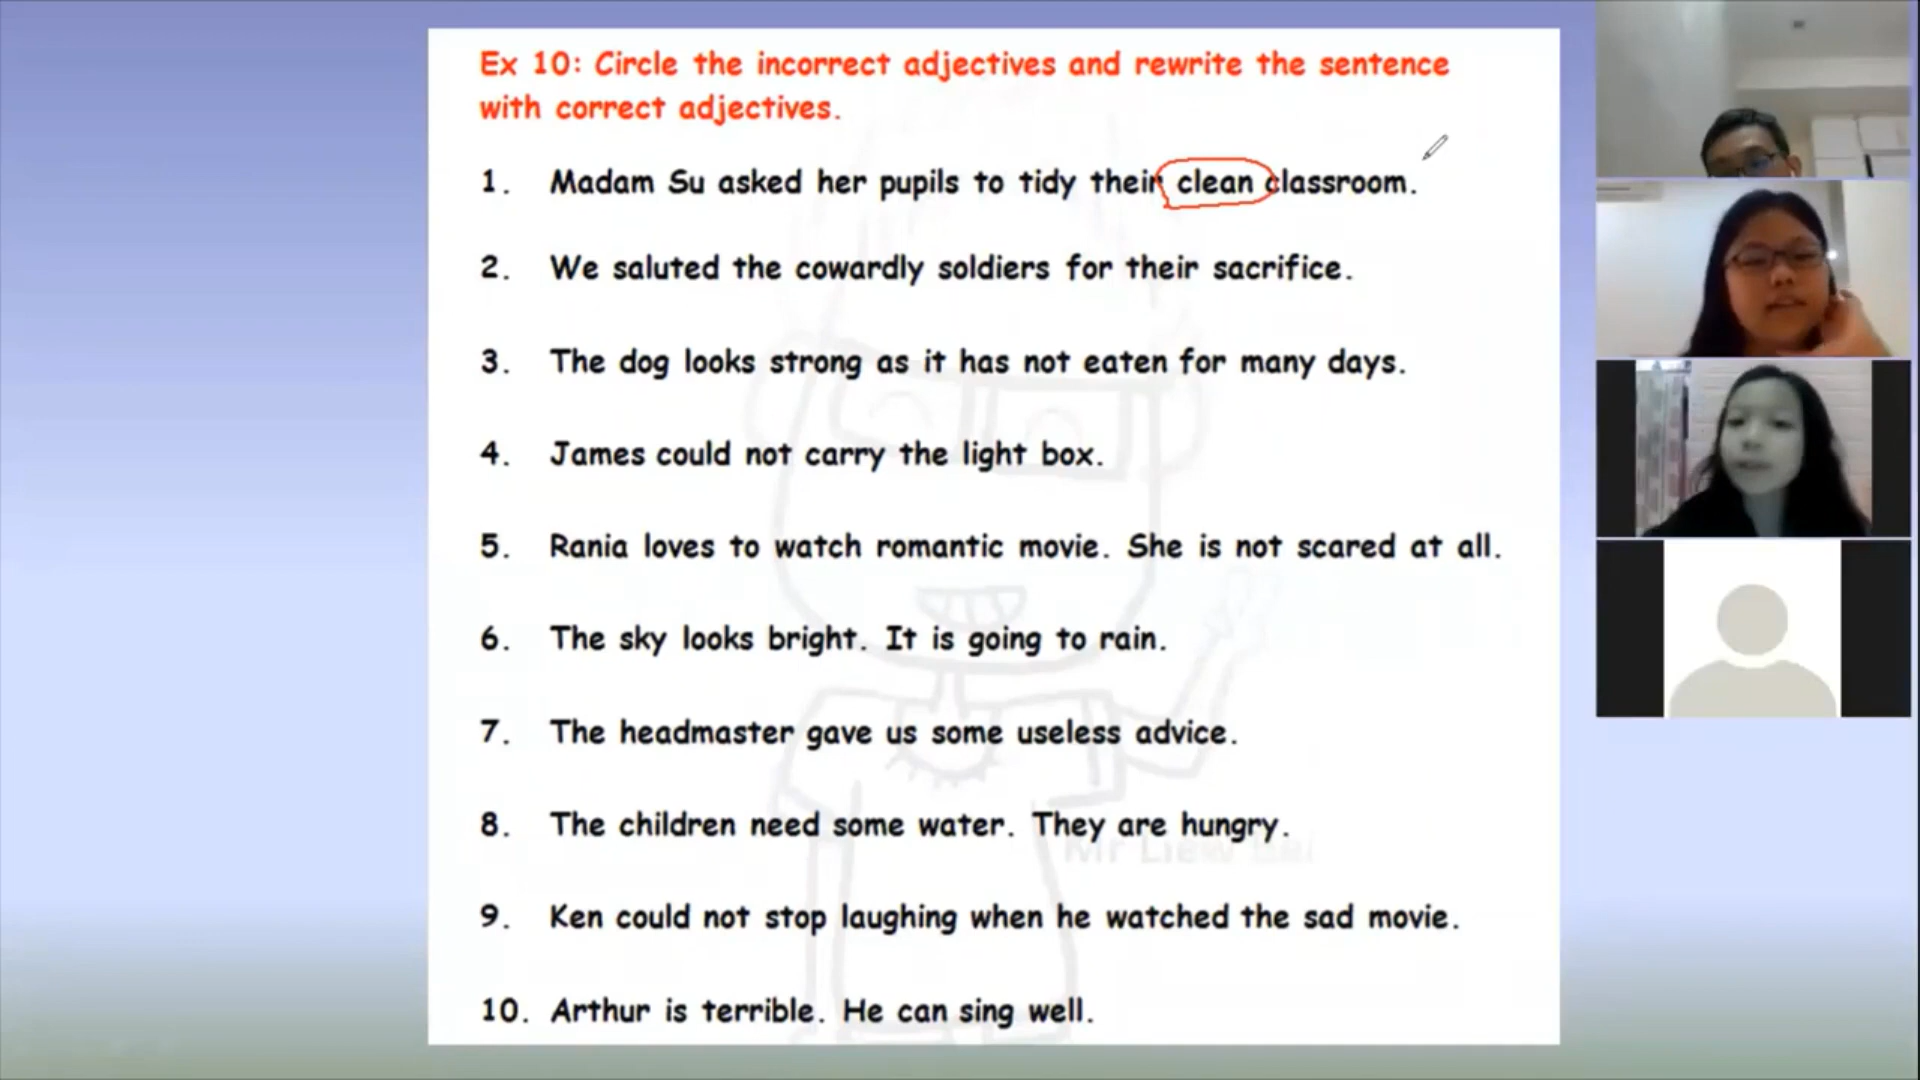 Ex 10: Circle the incorrect adjectives and rewrite the sentence
with correct adjectives.
1. Madam Su asked her pupils to tidy their clean classroom.
2. We saluted the cowardly soldiers for their sacrifice.
3. The dog looks strong as it has not eaten for many days.
4. James could not carry the light box.
5. Rania loves to watch romantic movie. She is not scared at all.
6. The sky looks bright. It is going to rain.
7. The headmaster gave us some useless advice.
8. The children need some water. They are hungry.
Mr Liew
9. Ken could not stop laughing when he watched the sad movie.
10. Arthur is terrible. He can sing well.